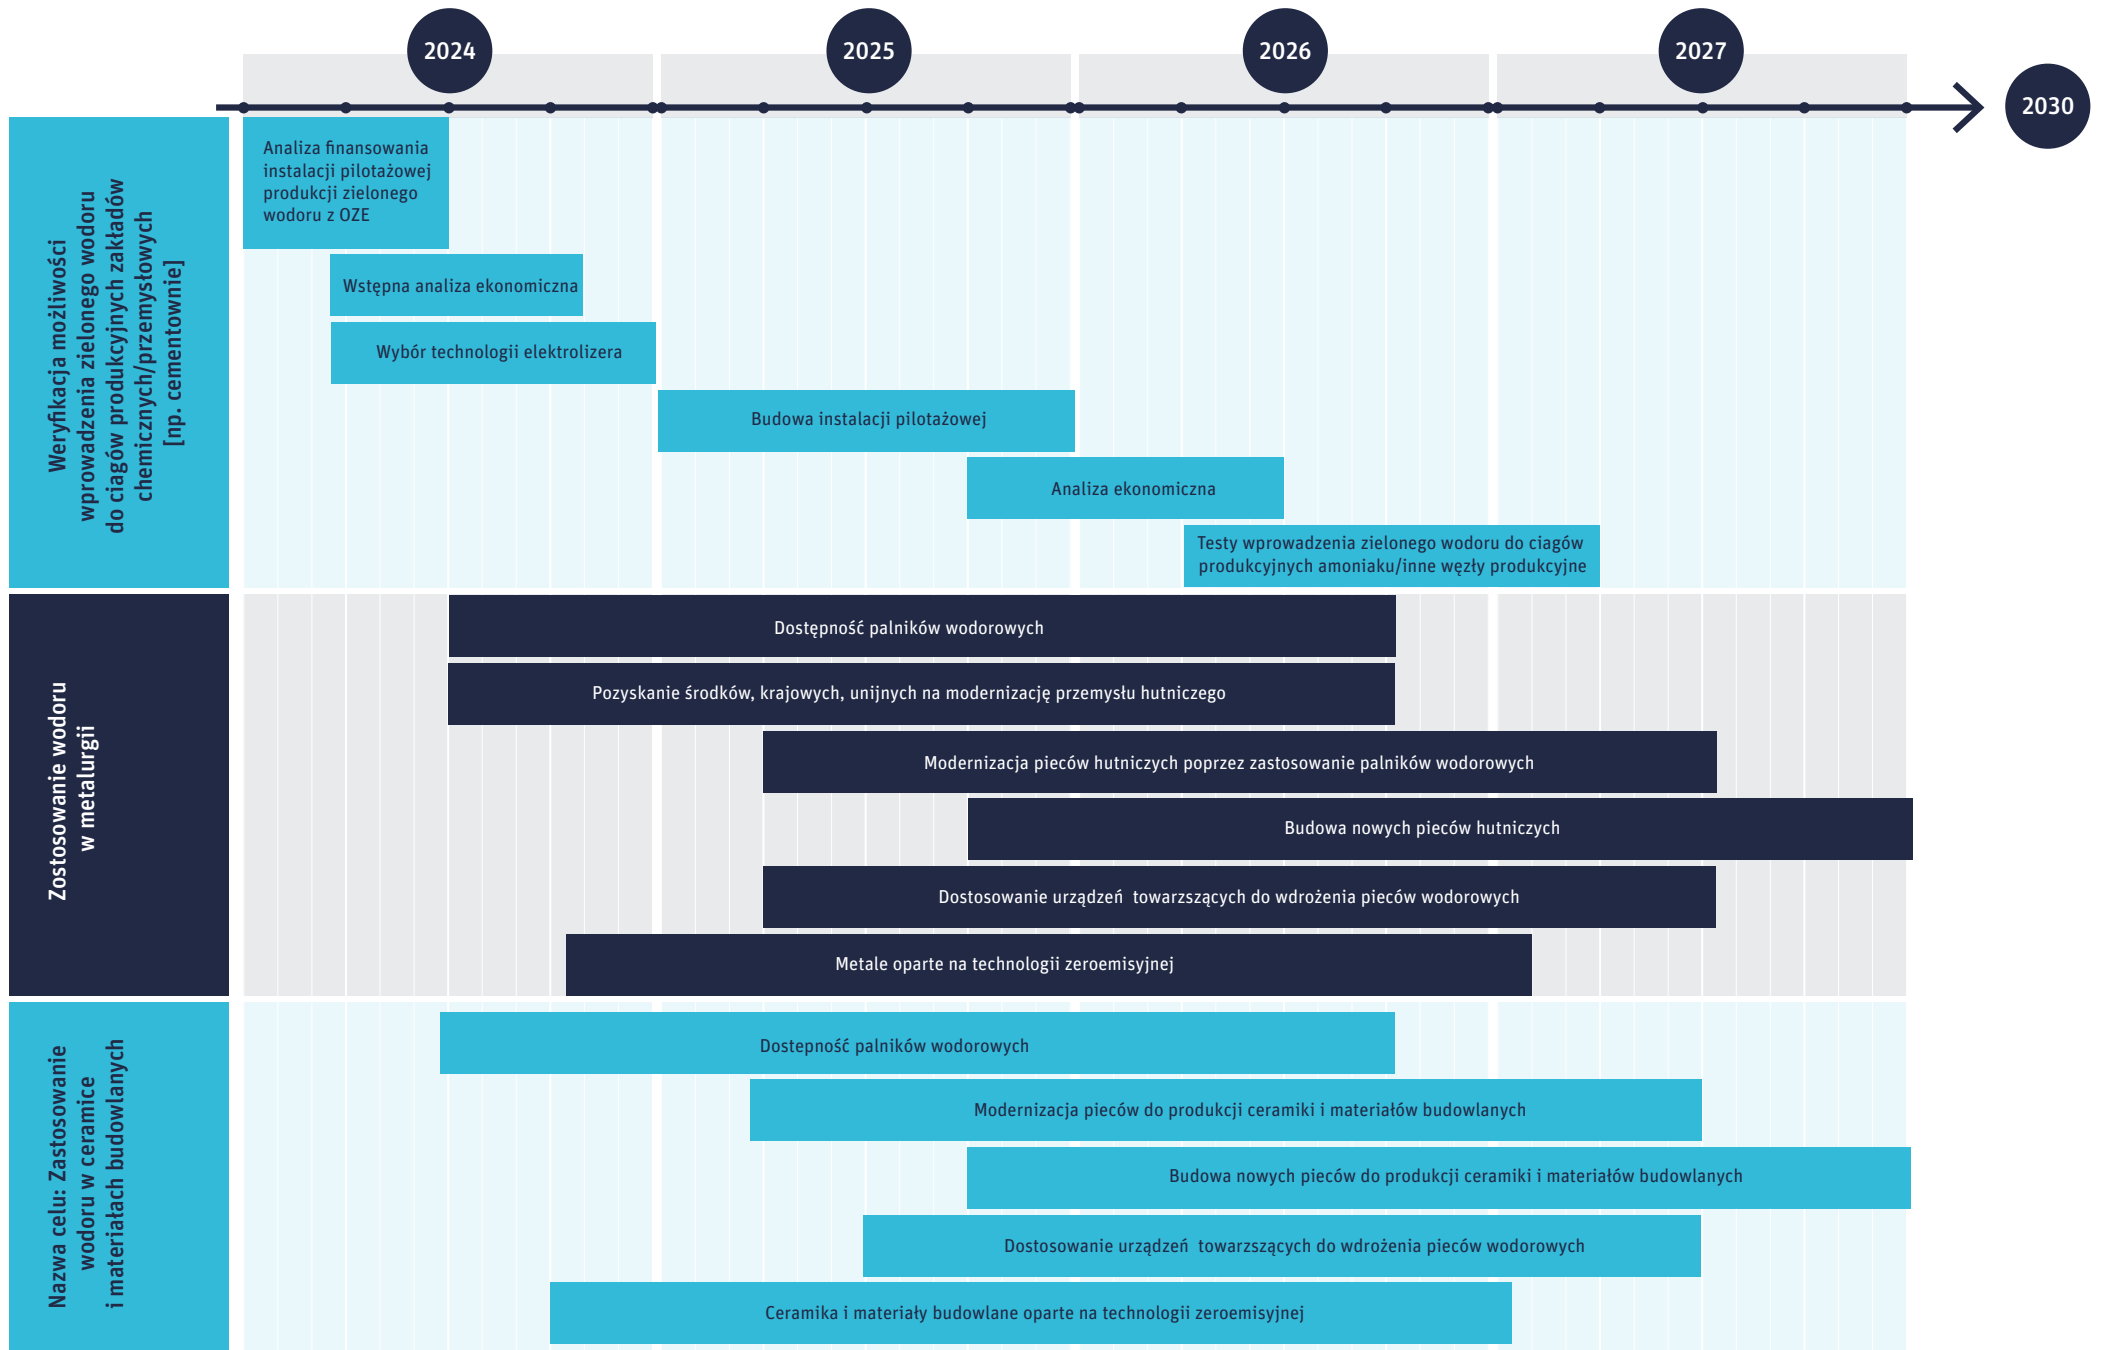 2024
2025
2026
2027
2030
Weryfikacja możliwości
wprowadzenia zielonego wodoru
do ciagów produkcyjnych zakładów
chemicznych/przemysłowych
[np. cementownie]
Analiza finansowania
instalacji pilotażowej
produkcji zielonego
wodoru z OZE
Wstępna analiza ekonomiczna
Wybór technologii elektrolizera
Budowa instalacji pilotażowej
Analiza ekonomiczna
Testy wprowadzenia zielonego wodoru do ciagów
produkcyjnych amoniaku/inne węzły produkcyjne
Zostosowanie wodoru
w metalurgii
Dostępność palników wodorowych
Pozyskanie środków, krajowych, unijnych na modernizację przemysłu hutniczego
Modernizacja pieców hutniczych poprzez zastosowanie palników wodorowych
Budowa nowych pieców hutniczych
Dostosowanie urządzeń  towarzszących do wdrożenia pieców wodorowych
Metale oparte na technologii zeroemisyjnej
Nazwa celu: Zastosowanie
wodoru w ceramice
i materiałach budowlanych
Dostepność palników wodorowych
Modernizacja pieców do produkcji ceramiki i materiałów budowlanych
Budowa nowych pieców do produkcji ceramiki i materiałów budowlanych
Dostosowanie urządzeń  towarzszących do wdrożenia pieców wodorowych
Ceramika i materiały budowlane oparte na technologii zeroemisyjnej